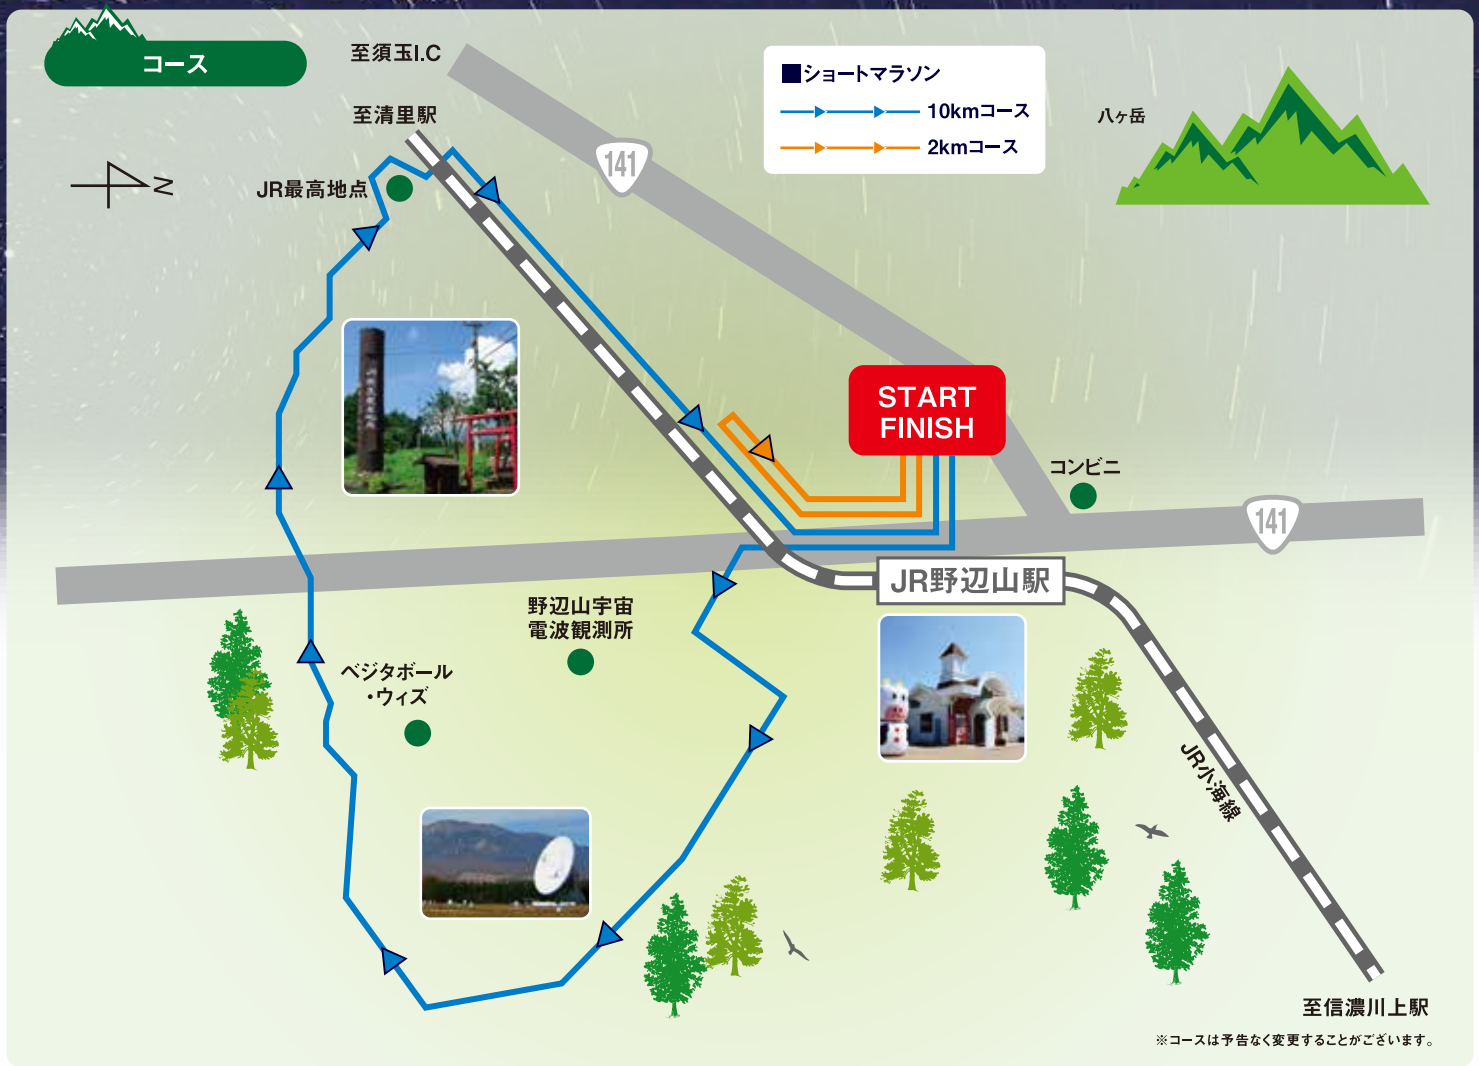 コース
至須玉I.C
至清里駅
■ショートマラソン
10kmコース
2kmコース
八ヶ岳
141
N
JR最高地点
START
FINISH
コンビニ
141
JR野辺山駅
野辺山宇宙
電波観測所
ベジタボール
・ウィズ
JR小海線
至信濃川上駅
※コースは予告なく変更することがございます。